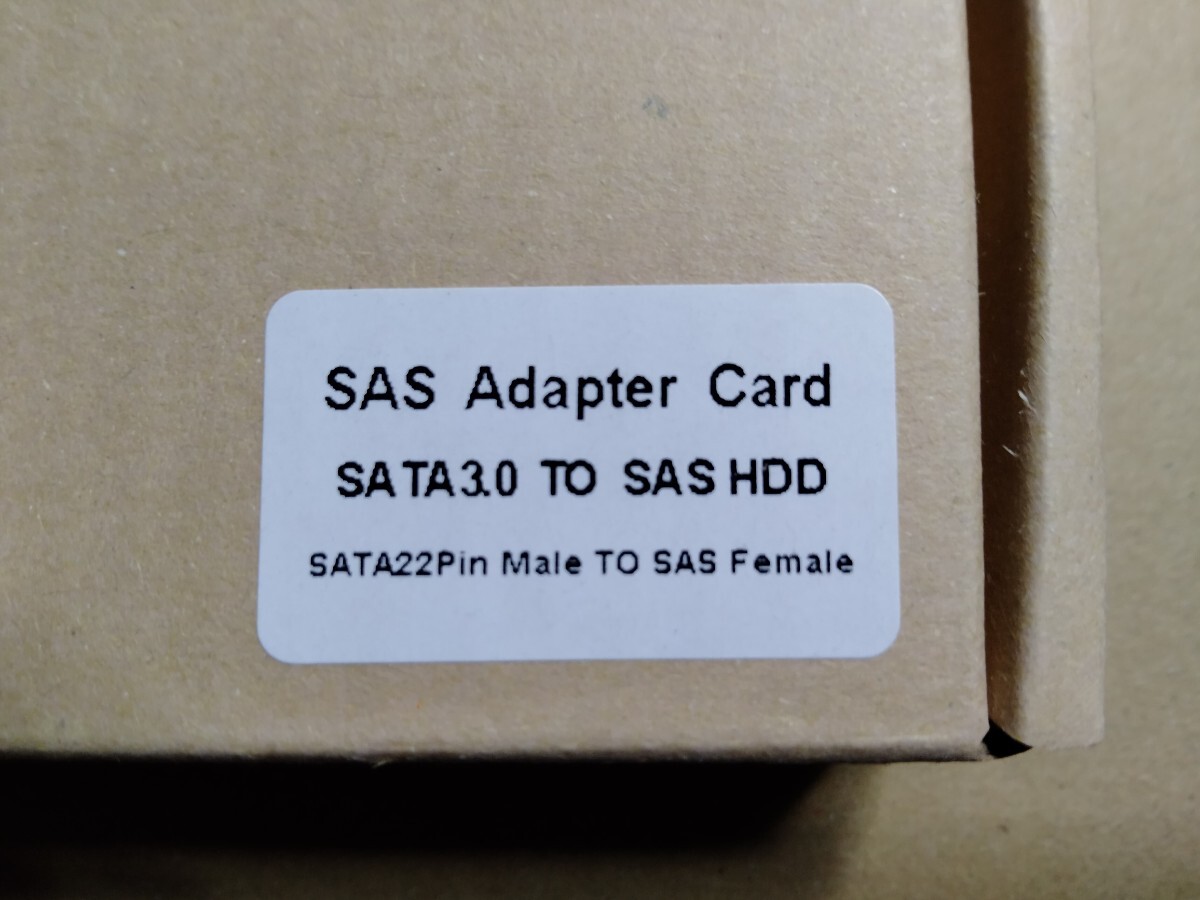 SAS Adapter Card
SATA3.0 TO SAS HDD
SATA22Pin Male TO SAS Female